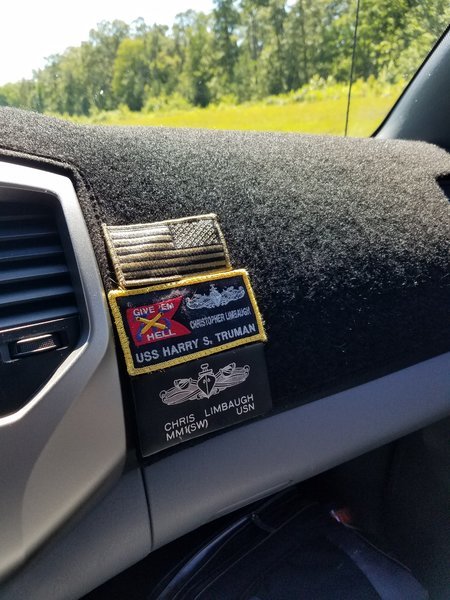 GIVE 'EM
HELL
CHRISTOPHER LIMBAUGH
USS HARRY S. TRUMAN
CHRIS LIMBAUGH
MM1(SW) USN